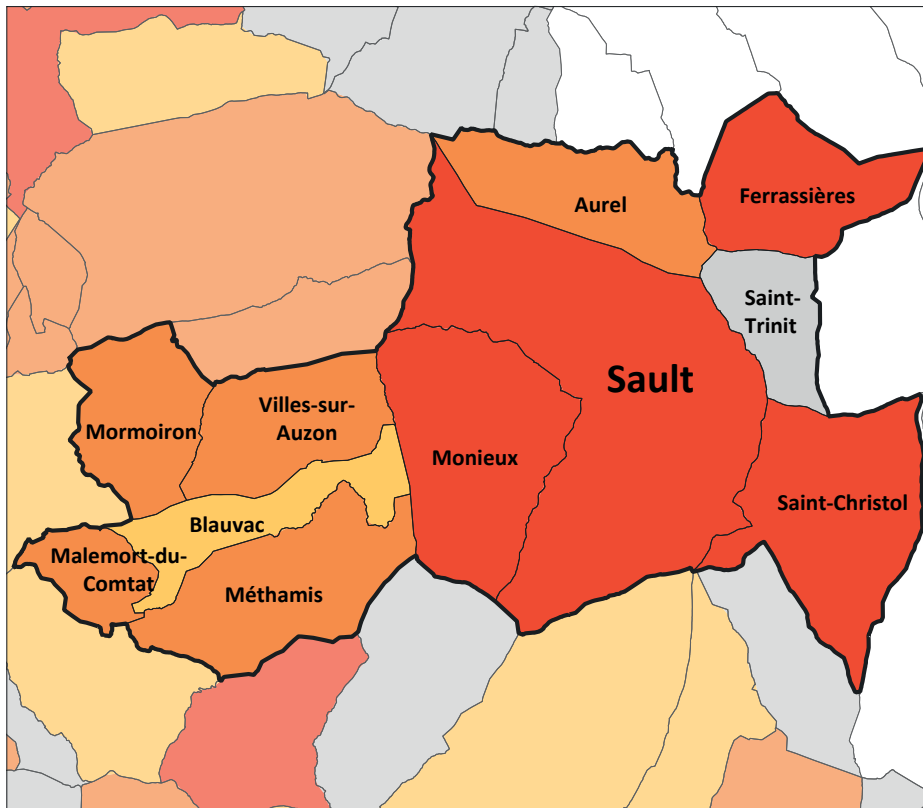 Aurel
Ferrassières
Saint-
Trinit
Sault
Villes-sur-
Auzon
Mormoiron
Monieux
Saint-Christol
Blauvac
Malemort-du-
Comtat
Méthamis